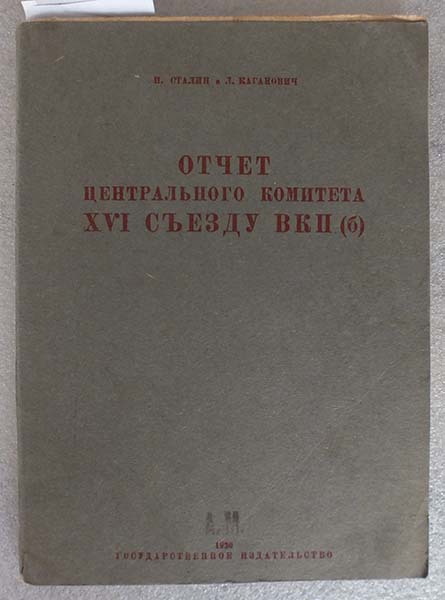 И. СТАЛИН и Л. КАГАНОВИЧ
ОТЧЕТ
ЦЕНТРАЛЬНОГО КОМИТЕТА
XVI СЪЕЗДУ ВКП (б)
А.М.
1930
ГОСУДАРСТВЕННОЕ ИЗДАТЕЛЬСТВО